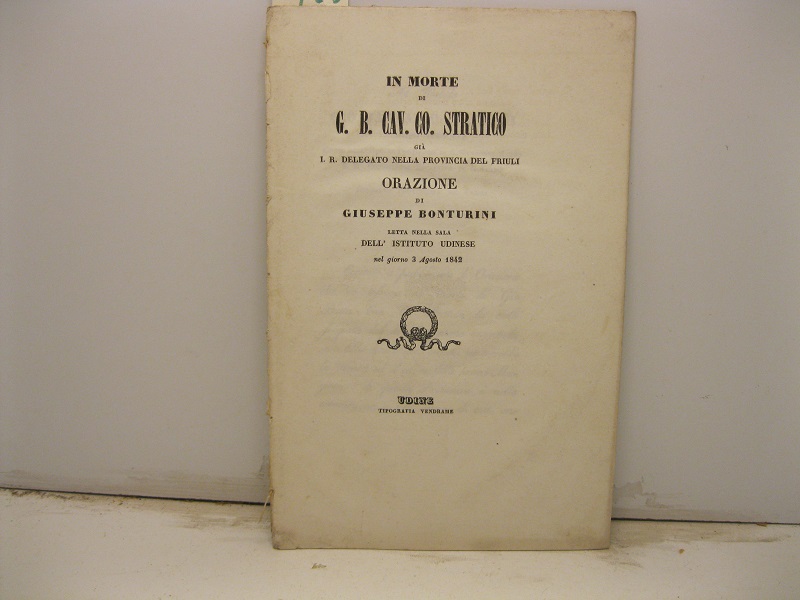 IN MORTE
DI
G. B. CAV. CO. STRATICO
GIÀ
I. R. DELEGATO NELLA PROVINCIA DEL FRIULI
ORAZIONE
DI
GIUSEPPE BONTURINI
LETTA NELLA SALA
DELL' ISTITUTO UDINESE
nel giorno 3 Agosto 1842
UDINE
TIPOGRAFIA VENDRAME